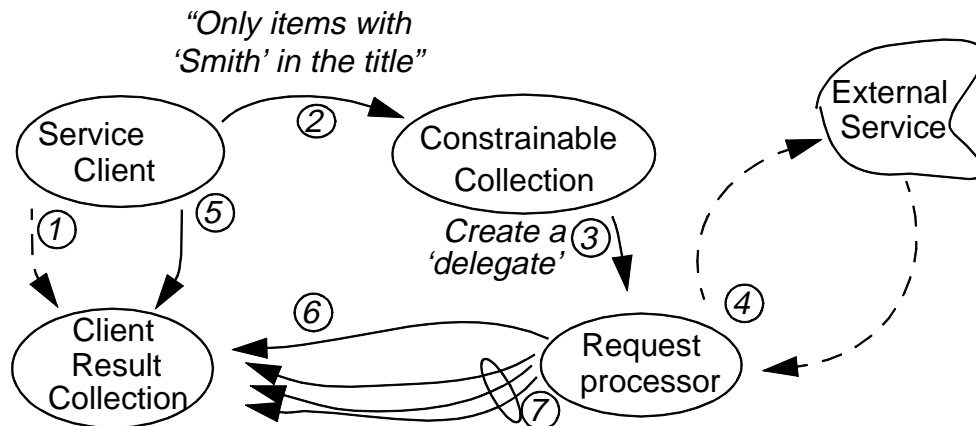 “Only items with
‘Smith’ in the title”
Service
Client
2
Constrainable
Collection
External
Service
1
5
Create a
‘delegate’
3
4
Client
Result
Collection
6
7
Request
processor